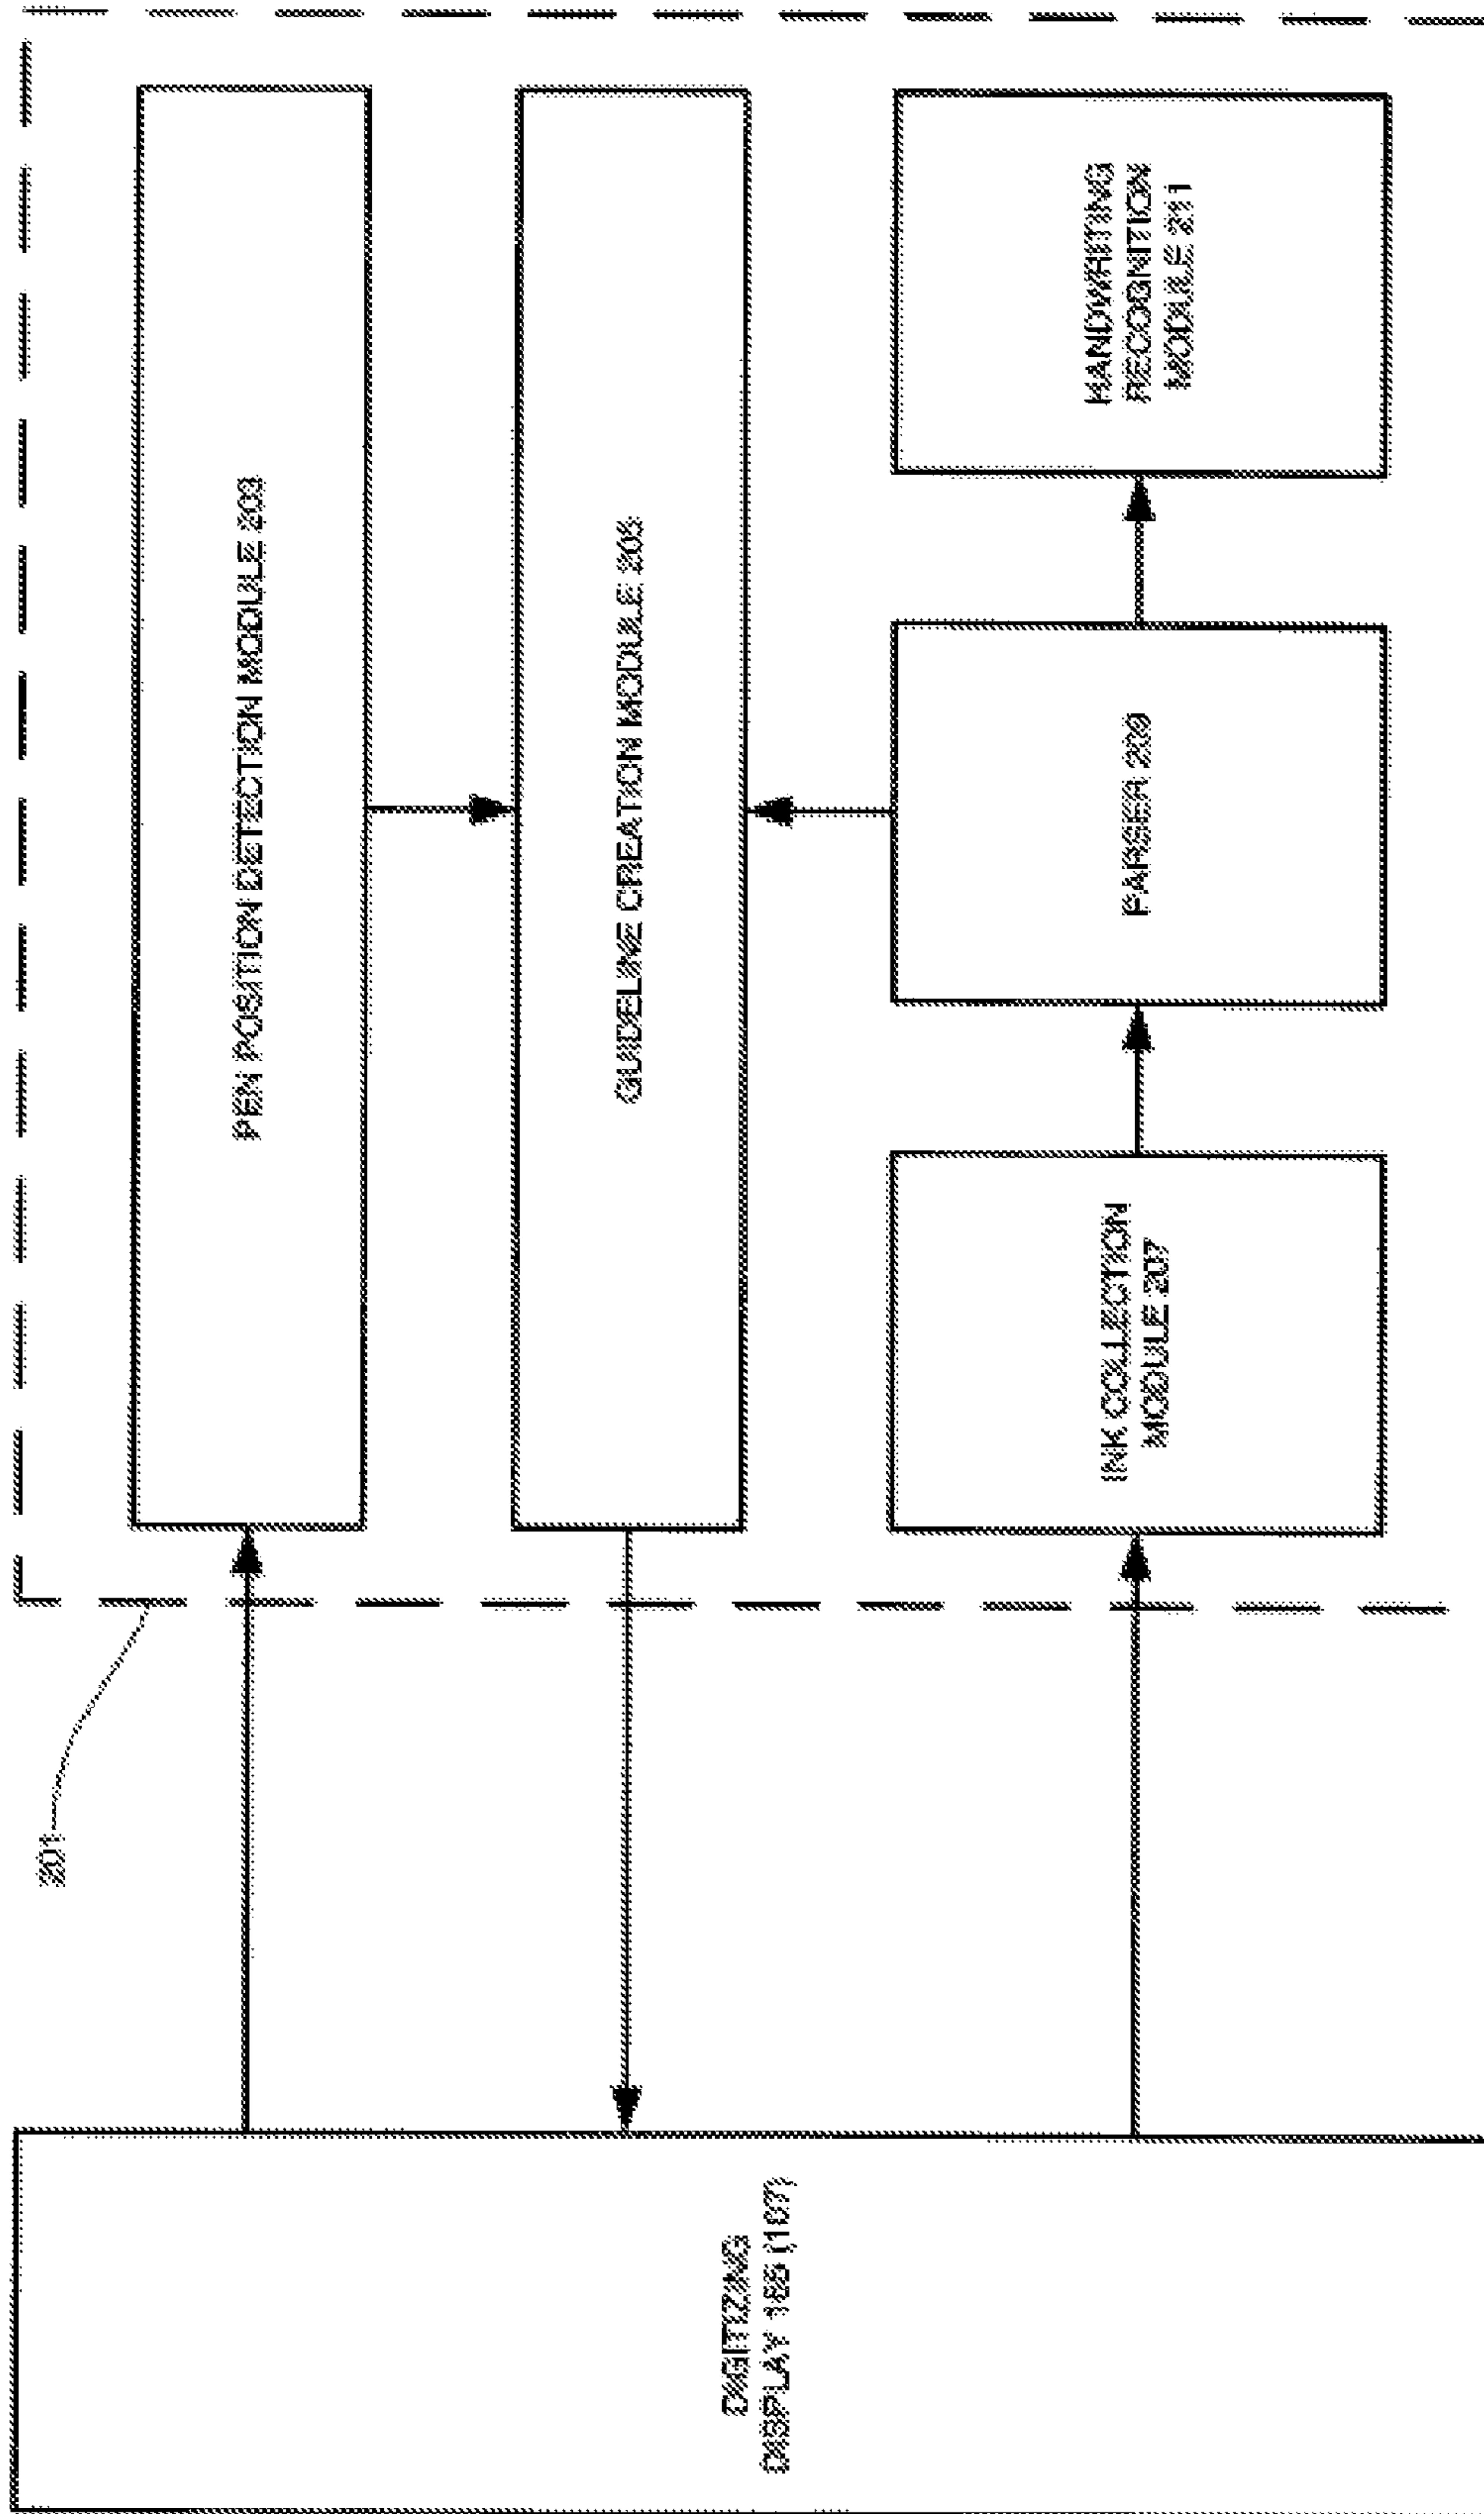 201
PEN POSITION DETECTION MODULE 203
GUIDELINE CREATION MODULE 205
DIGITIZING
DISPLAY 165 (107)
INK COLLECTION
MODULE 207
PARSER 209
HANDWRITING
RECOGNITION
MODULE 211